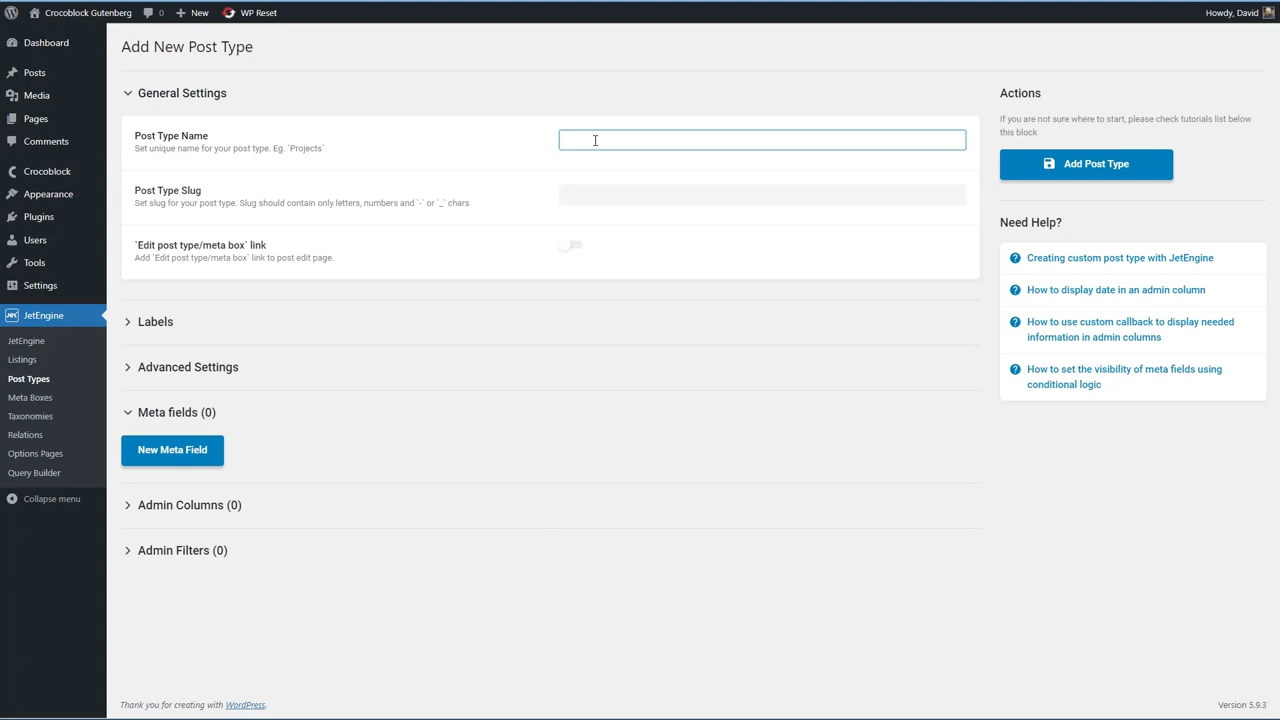 Crocoblock Gutenberg
0
New
WP Reset
Howdy, David
Dashboard
Posts
Media
Pages
Comments
Crocoblock
Appearance
Plugins
Users
Tools
Settings
JetEngine
JetEngine
Listings
Post Types
Meta Boxes
Taxonomies
Relations
Options Pages
Query Builder
Collapse menu
Add New Post Type
General Settings
Post Type Name
Set unique name for your post type. Eg. `Projects`
Post Type Slug
Set slug for your post type. Slug should contain only letters, numbers and `-` or `_` chars
`Edit post type/meta box` link
Add `Edit post type/meta box` link to post edit page.
Labels
Advanced Settings
Meta fields (0)
New Meta Field
Admin Columns (0)
Admin Filters (0)
Actions
If you are not sure where to start, please check tutorials list below
this block
Add Post Type
Need Help?
Creating custom post type with JetEngine
How to display date in an admin column
How to use custom callback to display needed
information in admin columns
How to set the visibility of meta fields using
conditional logic
Thank you for creating with WordPress.
Version 5.9.3